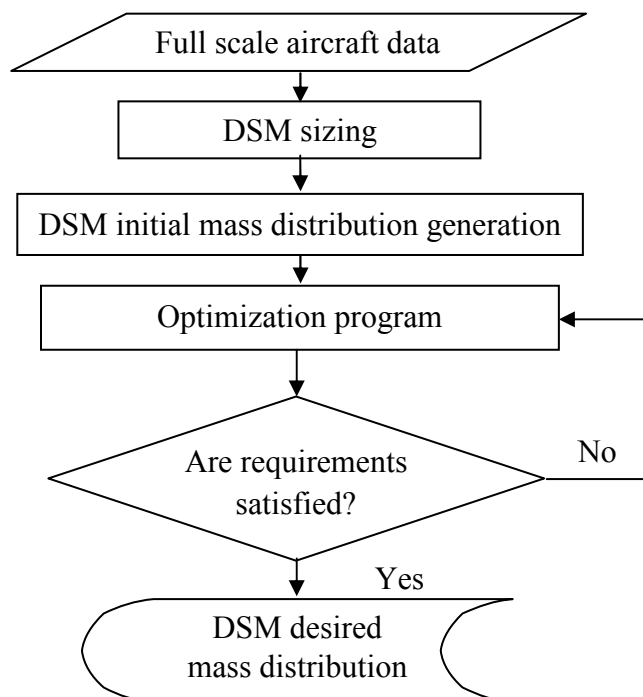 Full scale aircraft data
DSM sizing
DSM initial mass distribution generation
Optimization program
Are requirements
satisfied?
No
Yes
DSM desired
mass distribution